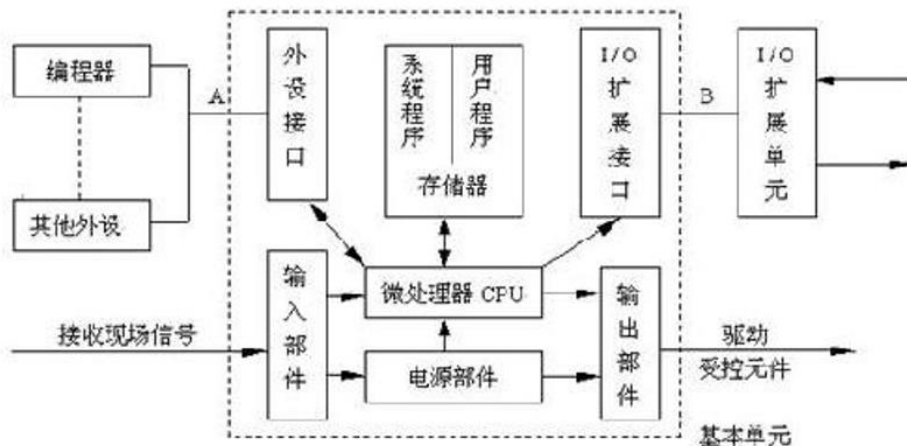 编程器
其他外设
A
外设接口
系统程序
用户程序
存储器
I/O扩展接口
B
I/O扩展单元
输入部件
微处理器 CPU
电源部件
输出部件
接收现场信号
驱动
受控元件
基本单元